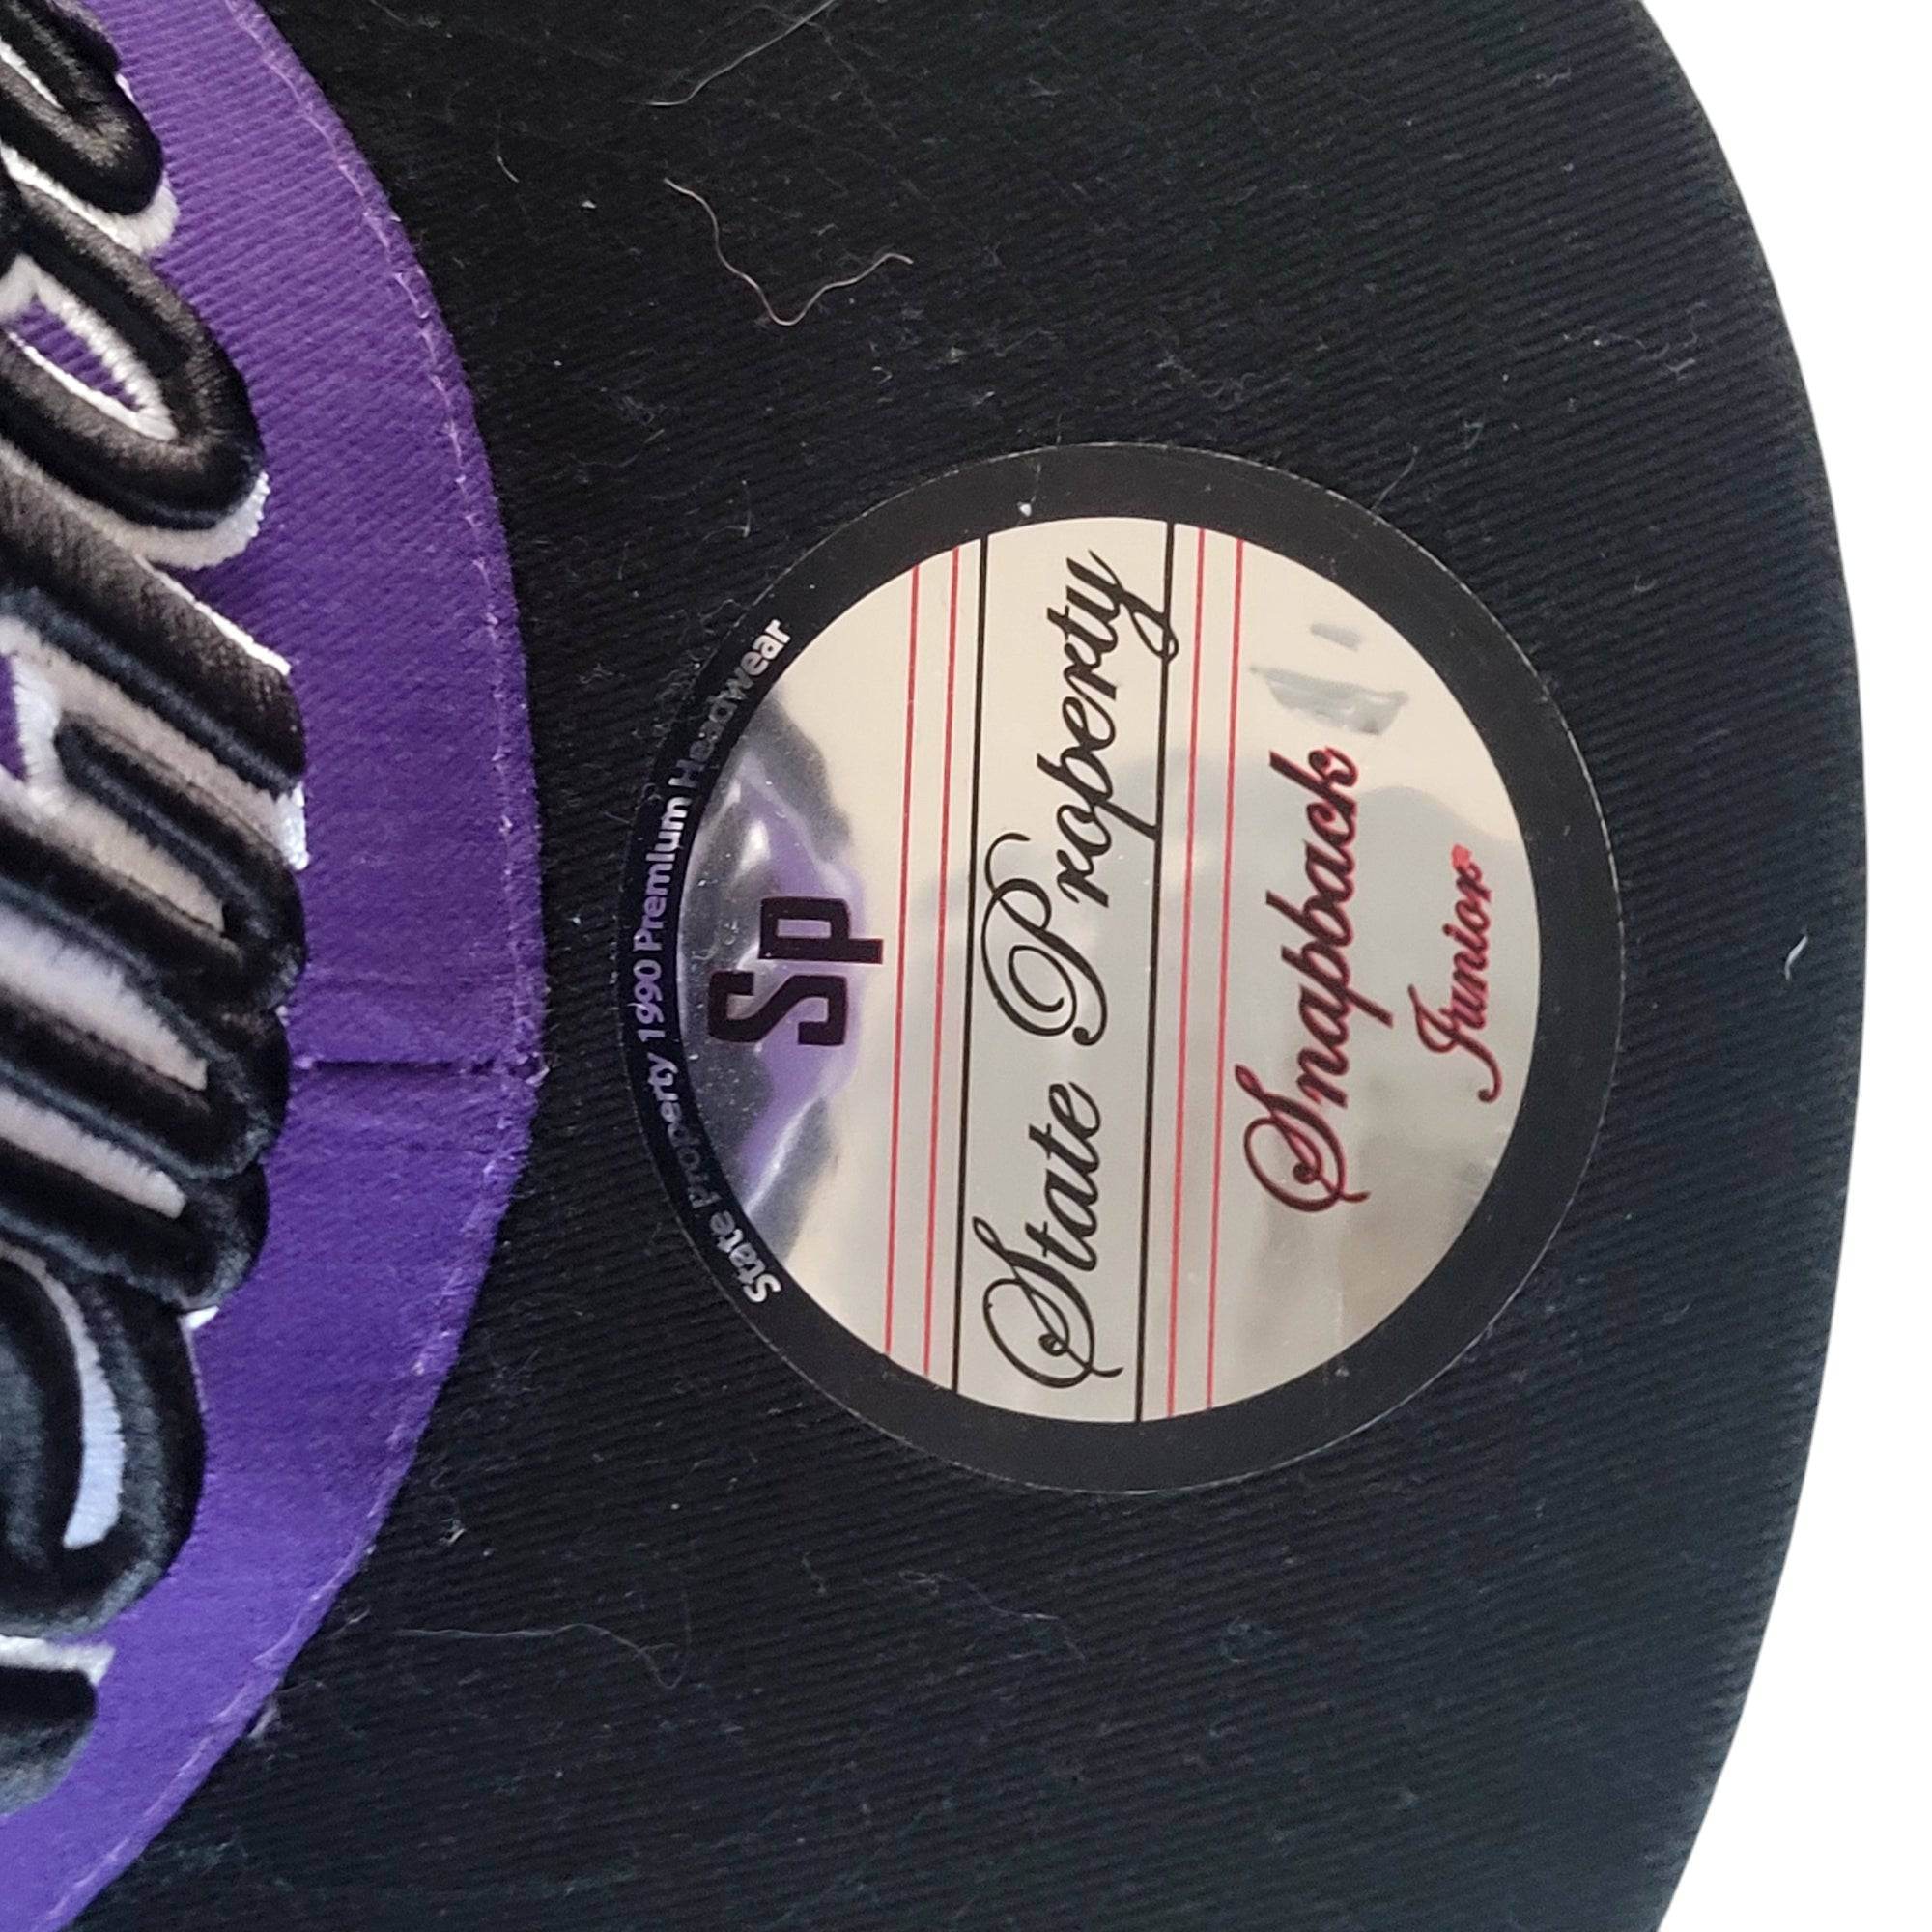 State Property 1990 Premium Headwear
Sp
State Property
Snapback
Junior